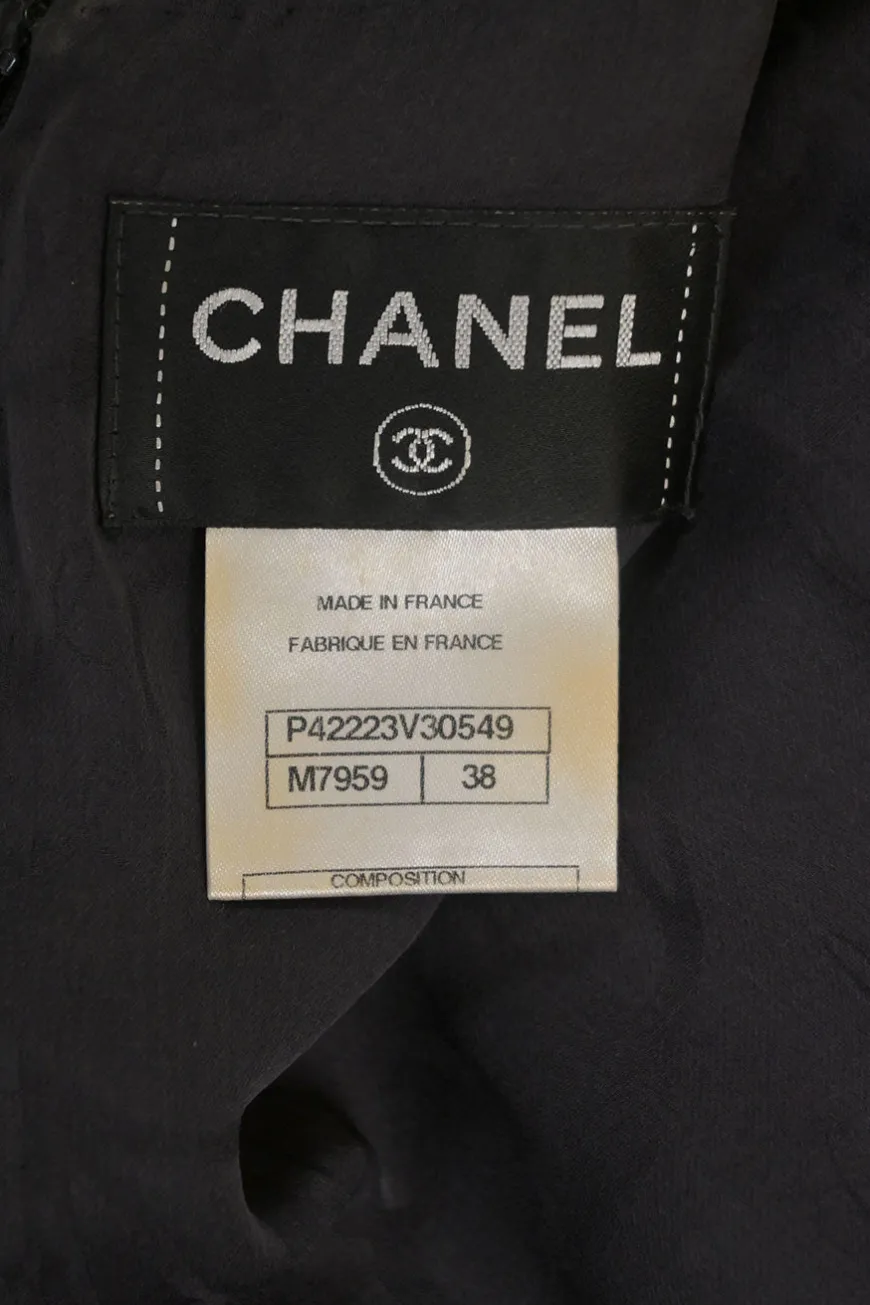 CHANEL
MADE IN FRANCE
FABRIQUE EN FRANCE
P42223V30549
M7959 38
COMPOSITION